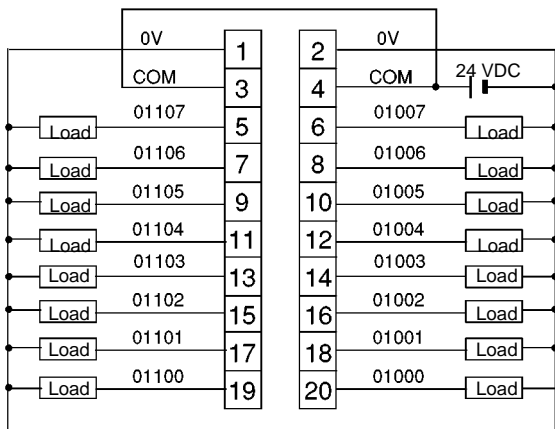 0V 1 2 0V
COM 3 4 COM 24 VDC
Load 01107 5 6 01007 Load
Load 01106 7 8 01006 Load
Load 01105 9 10 01005 Load
Load 01104 11 12 01004 Load
Load 01103 13 14 01003 Load
Load 01102 15 16 01002 Load
Load 01101 17 18 01001 Load
Load 01100 19 20 01000 Load